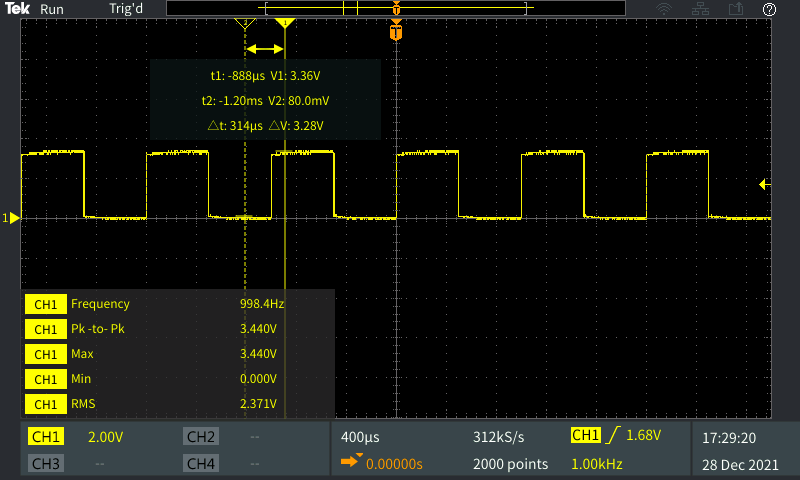 Tek Run Trig'd
T
?
2 1
T
t1: -888µs V1: 3.36V
t2: -1.20ms V2: 80.0mV
△t: 314µs △V: 3.28V
1
CH1 Frequency 998.4Hz
CH1 Pk -to- Pk 3.440V
CH1 Max 3.440V
CH1 Min 0.000V
CH1 RMS 2.371V
CH1 2.00V CH2 -- 400µs 312kS/s CH1 1.68V 17:29:20
CH3 -- CH4 -- 0.00000s 2000 points 1.00kHz 28 Dec 2021